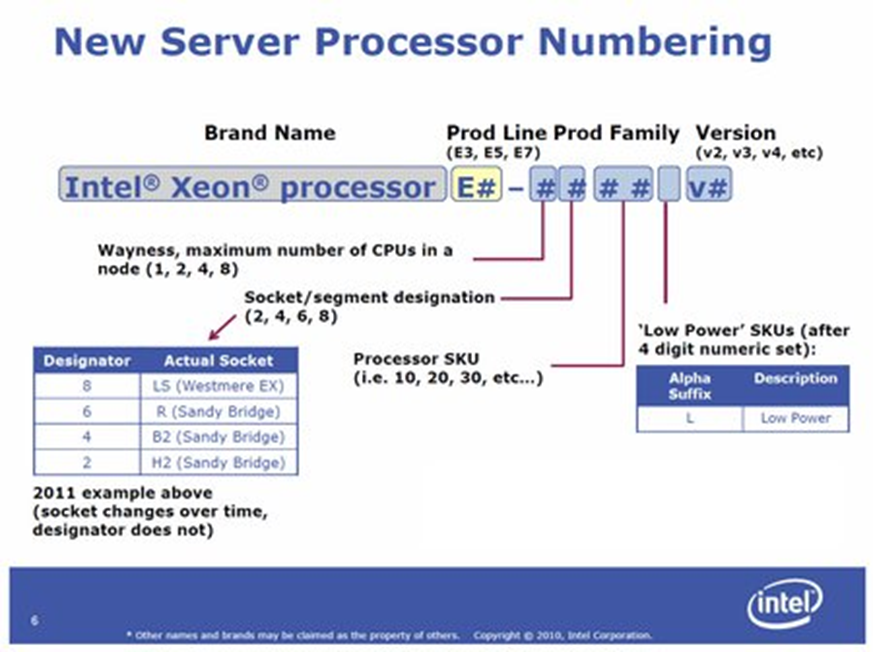 New Server Processor Numbering
Brand Name
Prod Line
(E3, E5, E7)
Prod Family
Version
(v2, v3, v4, etc)
Intel® Xeon® processor E# – # # # # v#
Wayness, maximum number of CPUs in a
node (1, 2, 4, 8)
Socket/segment designation
(2, 4, 6, 8)
Designator Actual Socket
8 LS (Westmere EX)
6 R (Sandy Bridge)
4 B2 (Sandy Bridge)
2 H2 (Sandy Bridge)
2011 example above
(socket changes over time,
designator does not)
Processor SKU
(i.e. 10, 20, 30, etc…)
‘Low Power’ SKUs (after
4 digit numeric set):
Alpha
Suffix
Description
L Low Power
6
* Other names and brands may be claimed as the property of others. Copyright © 2010, Intel Corporation.
intel